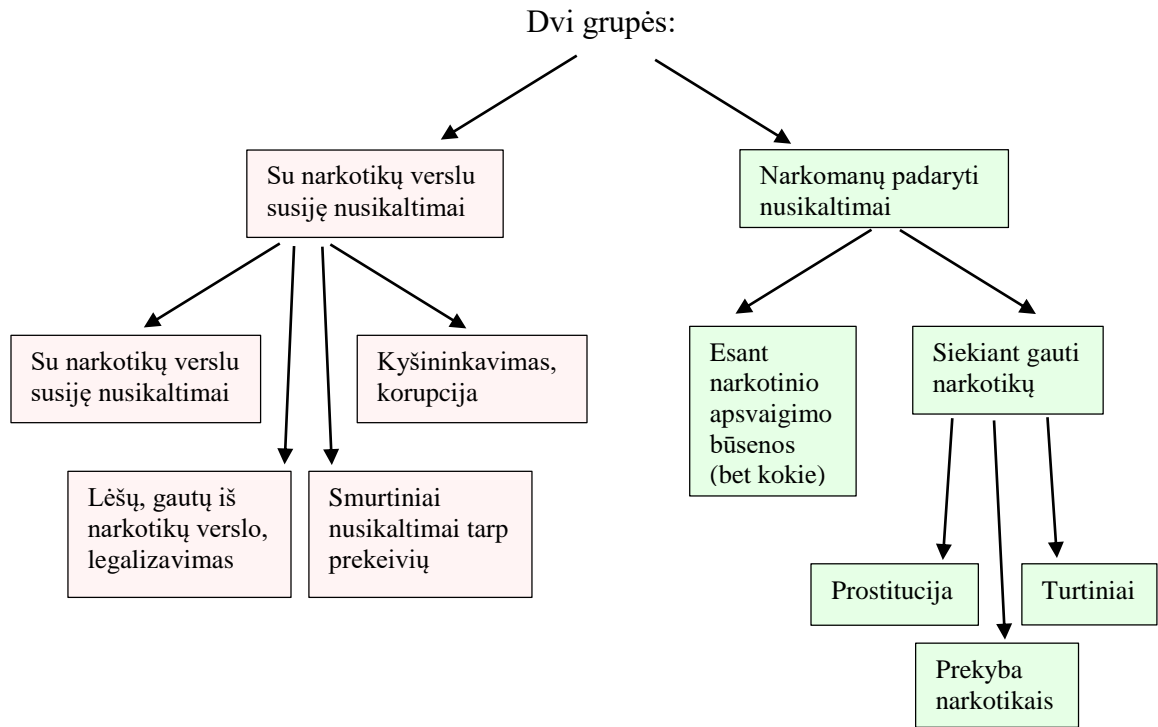 Dvi grupės:
Su narkotikų verslu
susiję nusikaltimai
Narkomanų padaryti
nusikaltimai
Su narkotikų verslu
susiję nusikaltimai
Kyšininkavimas,
korupcija
Esant
narkotinio
apsvaigimo
būsenos
(bet kokie)
Siekiant gauti
narkotikų
Lėšų, gautų iš
narkotikų verslo,
legalizavimas
Smurtiniai
nusikaltimai tarp
prekeivių
Prostitucija
Turtiniai
Prekyba
narkotikais